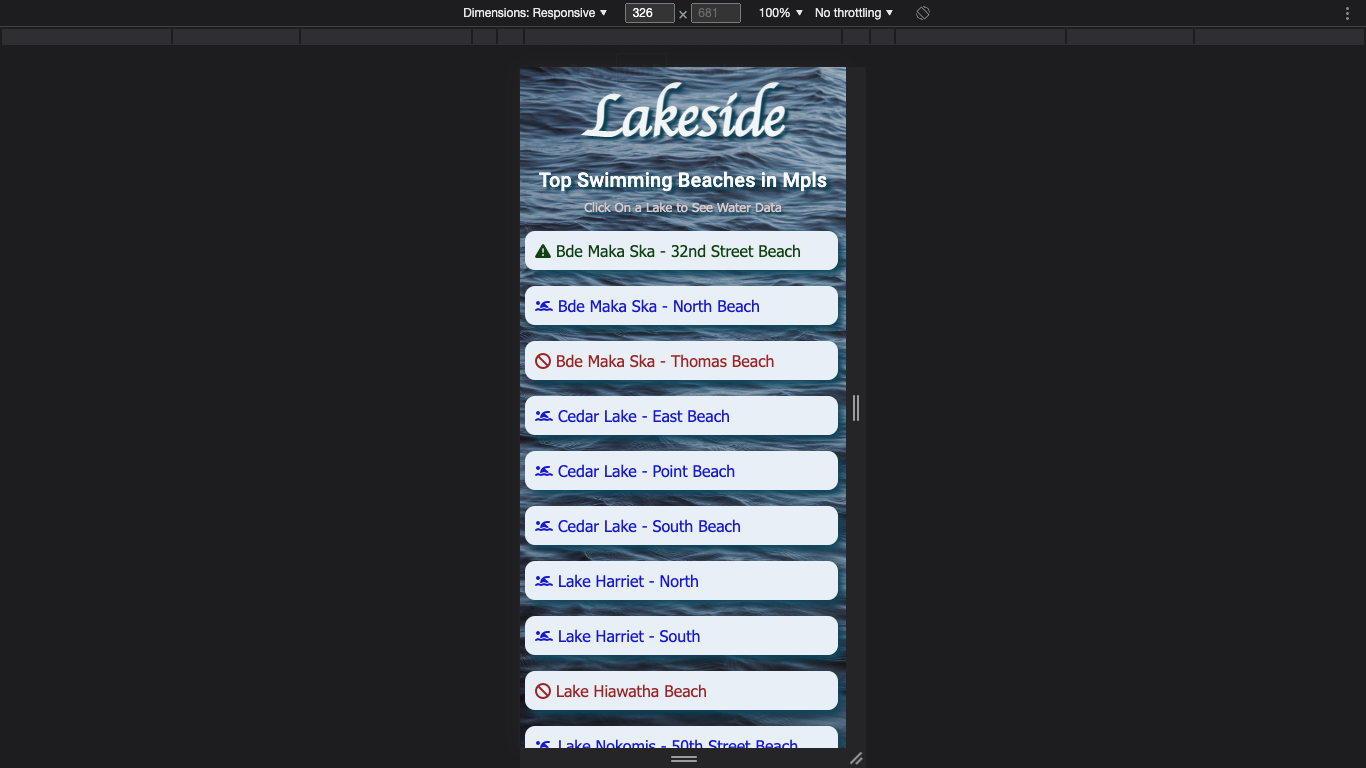 Dimensions: Responsive ▼ 326 × 681 100% ▼ No throttling ▼
Lakeside
Top Swimming Beaches in Mpls
Click On a Lake to See Water Data
Bde Maka Ska - 32nd Street Beach
Bde Maka Ska - North Beach
Bde Maka Ska - Thomas Beach
Cedar Lake - East Beach
Cedar Lake - Point Beach
Cedar Lake - South Beach
Lake Harriet - North
Lake Harriet - South
Lake Hiawatha Beach
Lake Nokomis - 50th Street Beach